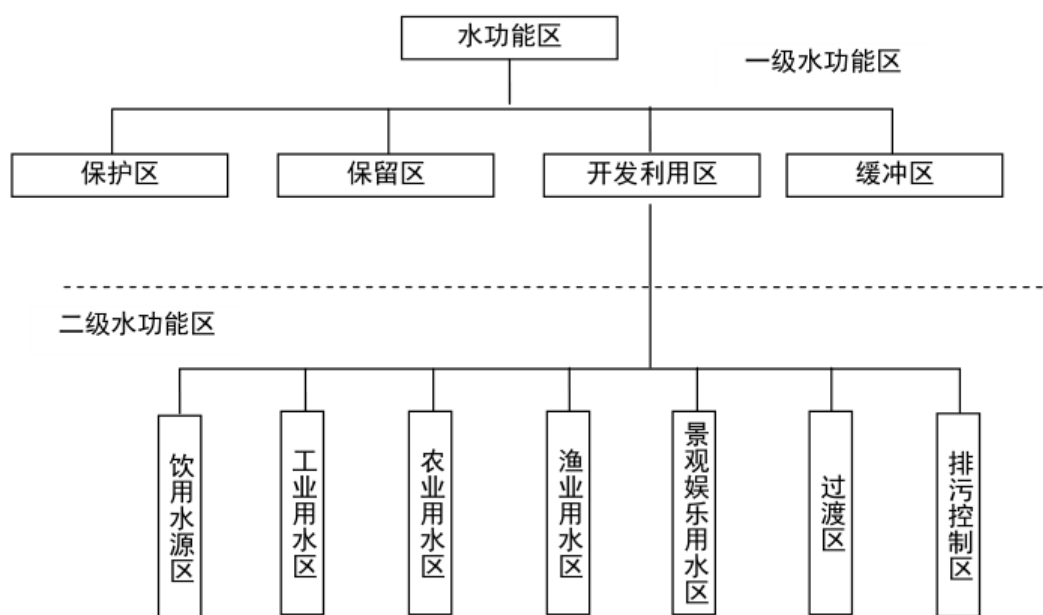 水功能区
一级水功能区
保护区
保留区
开发利用区
缓冲区
二级水功能区
饮用水源区
工业用水区
农业用水区
渔业用水区
景观娱乐用水区
过渡区
排污控制区